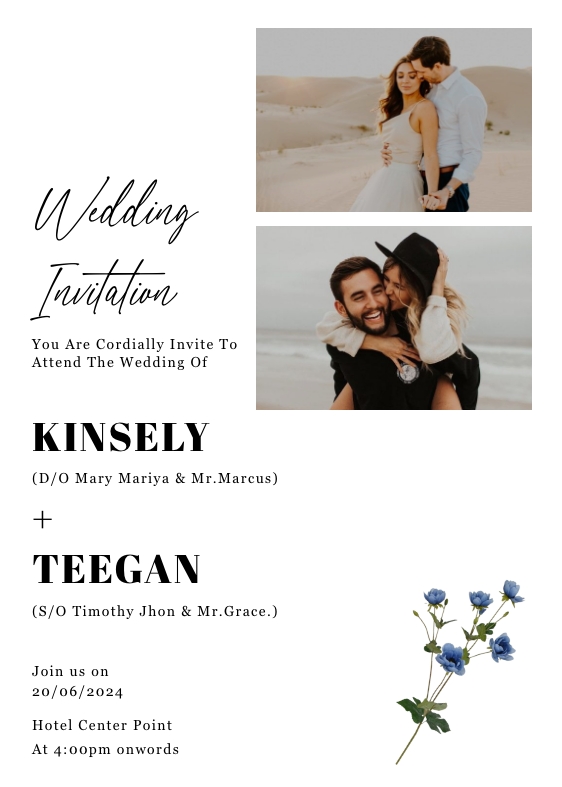 Wedding
Invitation
You Are Cordially Invite To
Attend The Wedding Of
KINSELY
(D/O Mary Mariya & Mr.Marcus)
+
TEEGAN
(S/O Timothy Jhon & Mr.Grace.)
Join us on
20/06/2024
Hotel Center Point
At 4:00pm onwords